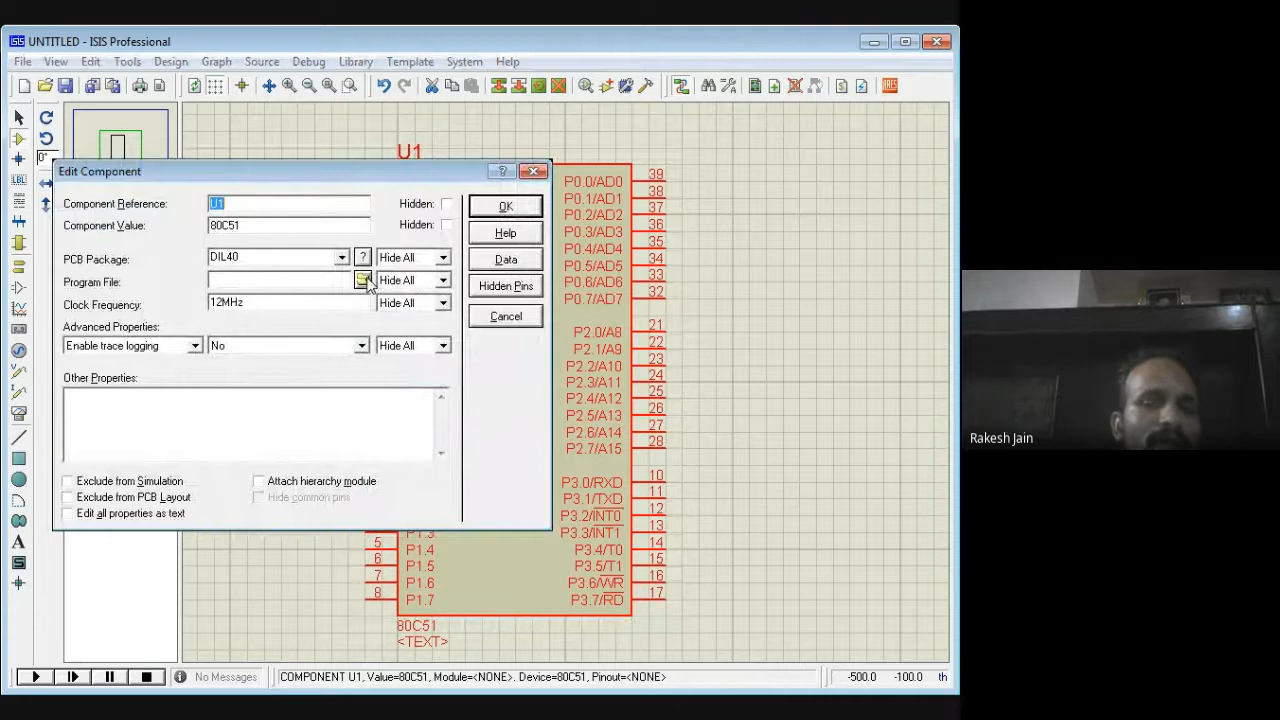 UNTITLED - ISIS Professional
File View Edit Tools Design Graph Source Debug Library Template System Help
ARES
0°
LBL
U1
Edit Component
Component Reference: U1 Hidden:
Component Value: 80C51 Hidden:
PCB Package: DIL40 ? Hide All
Program File: Hide All
Clock Frequency: 12MHz Hide All
Advanced Properties:
Enable trace logging No Hide All
Other Properties:
Exclude from Simulation Attach hierarchy module
Exclude from PCB Layout Hide common pins
Edit all properties as text
OK
Help
Data
Hidden Pins
Cancel
P0.0/AD0 39
P0.1/AD1 38
P0.2/AD2 37
P0.3/AD3 36
P0.4/AD4 35
P0.5/AD5 34
P0.6/AD6 33
P0.7/AD7 32
P2.0/A8 21
P2.1/A9 22
P2.2/A10 23
P2.3/A11 24
P2.4/A12 25
P2.5/A13 26
P2.6/A14 27
P2.7/A15 28
P3.0/RXD 10
P3.1/TXD 11
P3.2/INT0 12
P3.3/INT1 13
P3.4/T0 14
P3.5/T1 15
P3.6/WR 16
P3.7/RD 17
P1.3
5 P1.4
6 P1.5
7 P1.6
8 P1.7
80C51
<TEXT>
No Messages COMPONENT U1, Value=80C51, Module=<NONE>. Device=80C51, Pinout=<NONE> -500.0 -100.0 th
Rakesh Jain